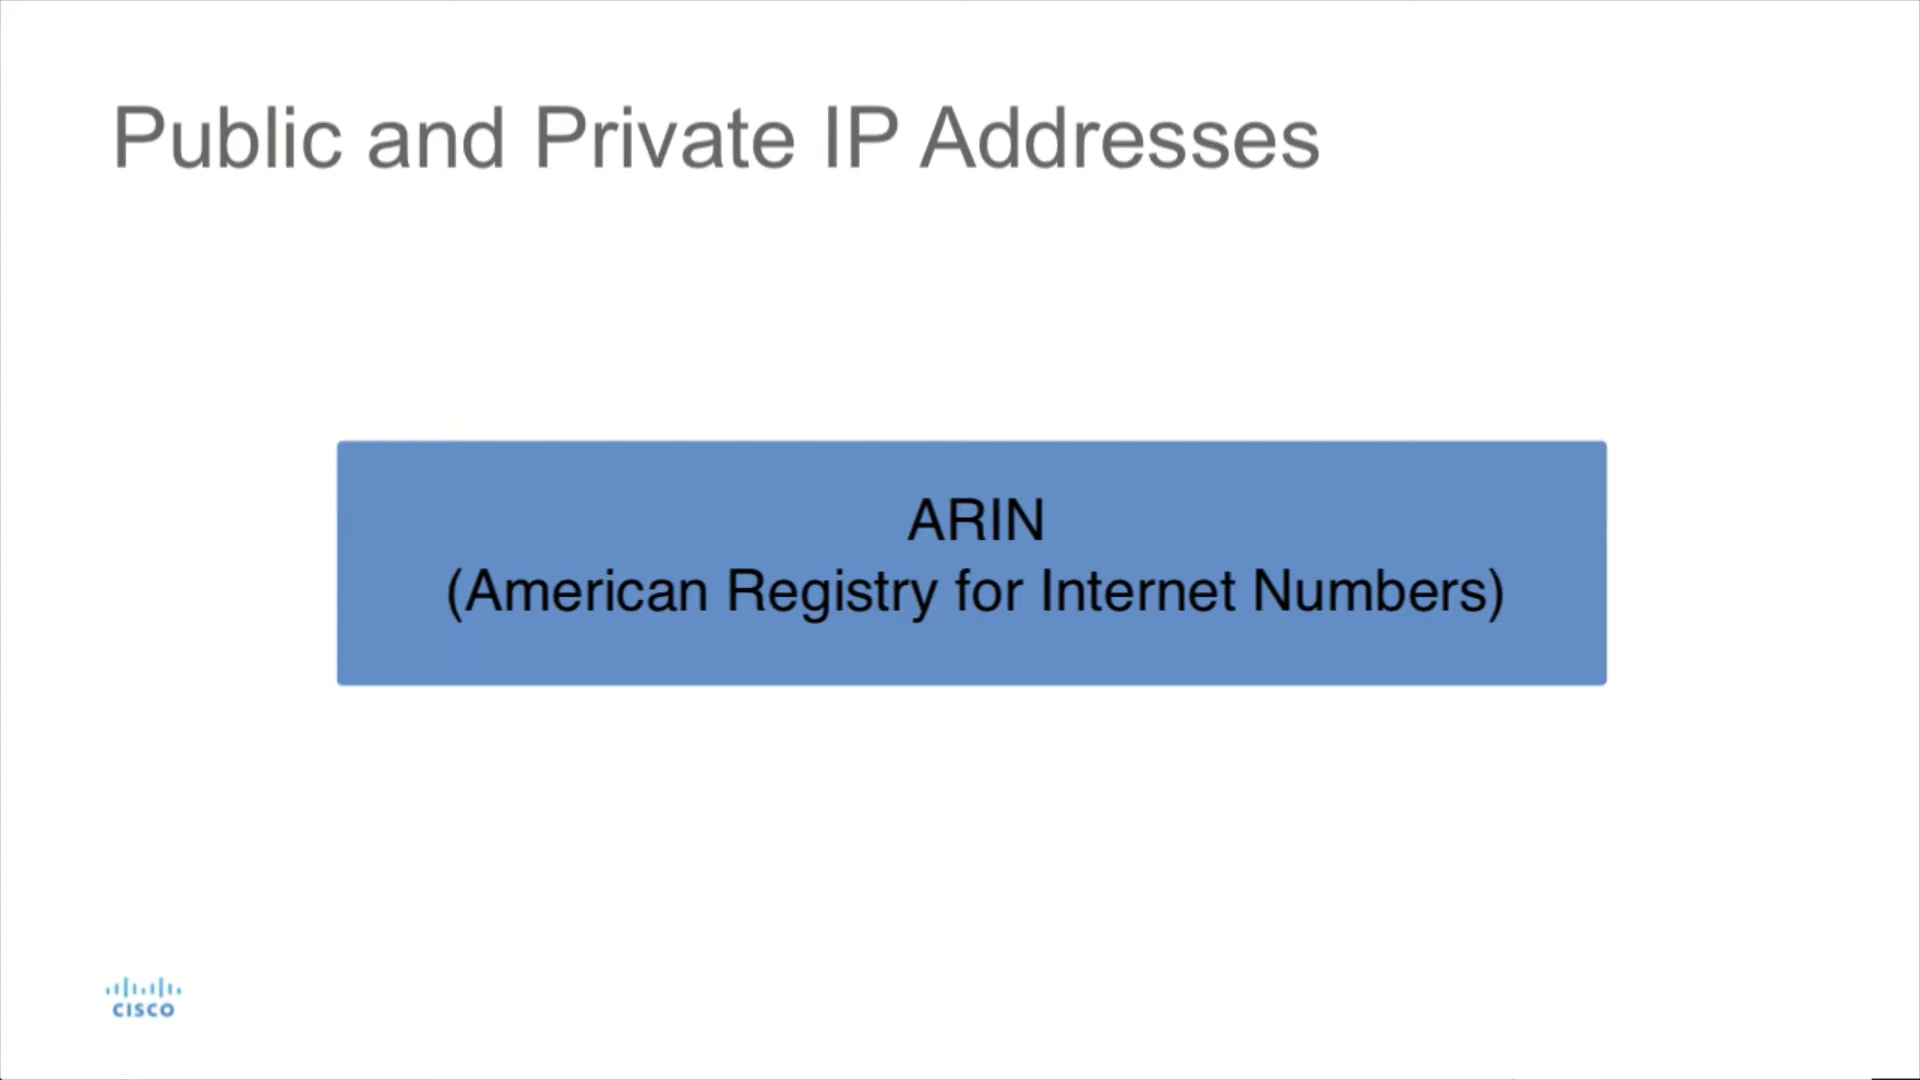 Public and Private IP Addresses
ARIN
(American Registry for Internet Numbers)
CISCO